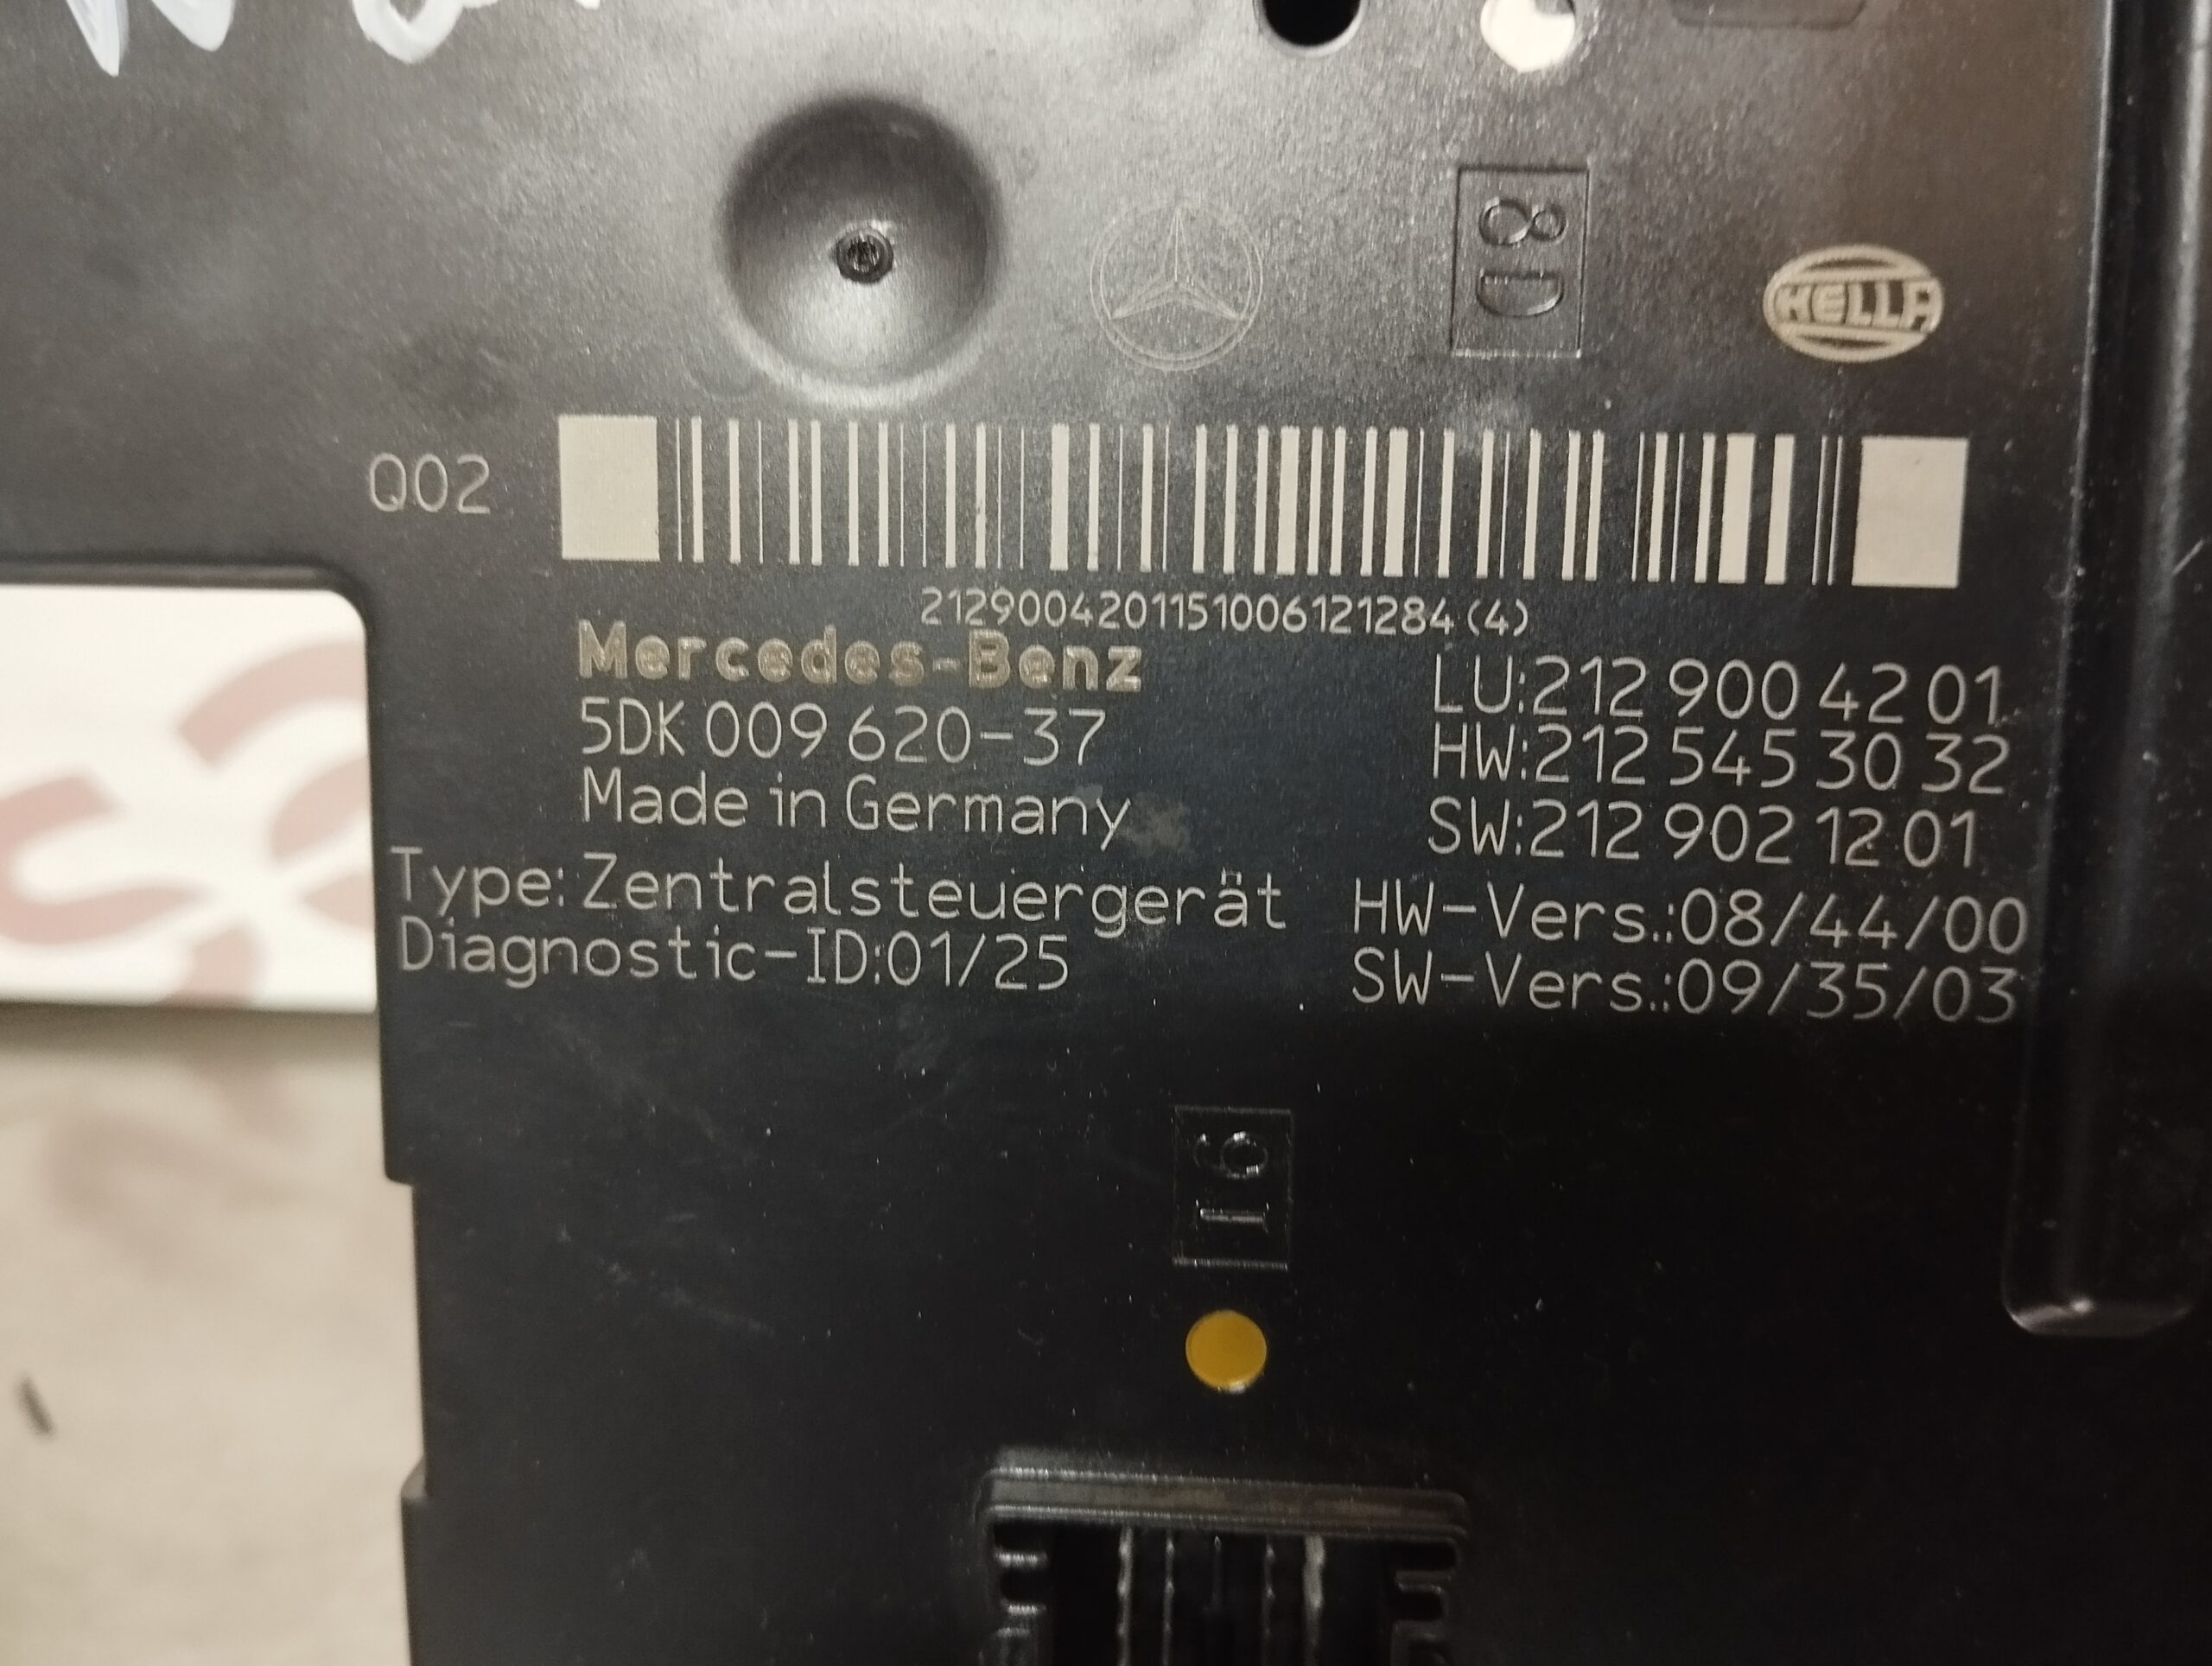 8D
HELLA
Q02
2129004201151006121284(4)
Mercedes-Benz
5DK 009 620-37
Made in Germany
Type: Zentralsteuergerät
Diagnostic-ID:01/25
LU:212 900 42 01
HW:212 545 30 32
SW:212 902 12 01
HW-Vers.:08/44/00
SW-Vers.:09/35/03